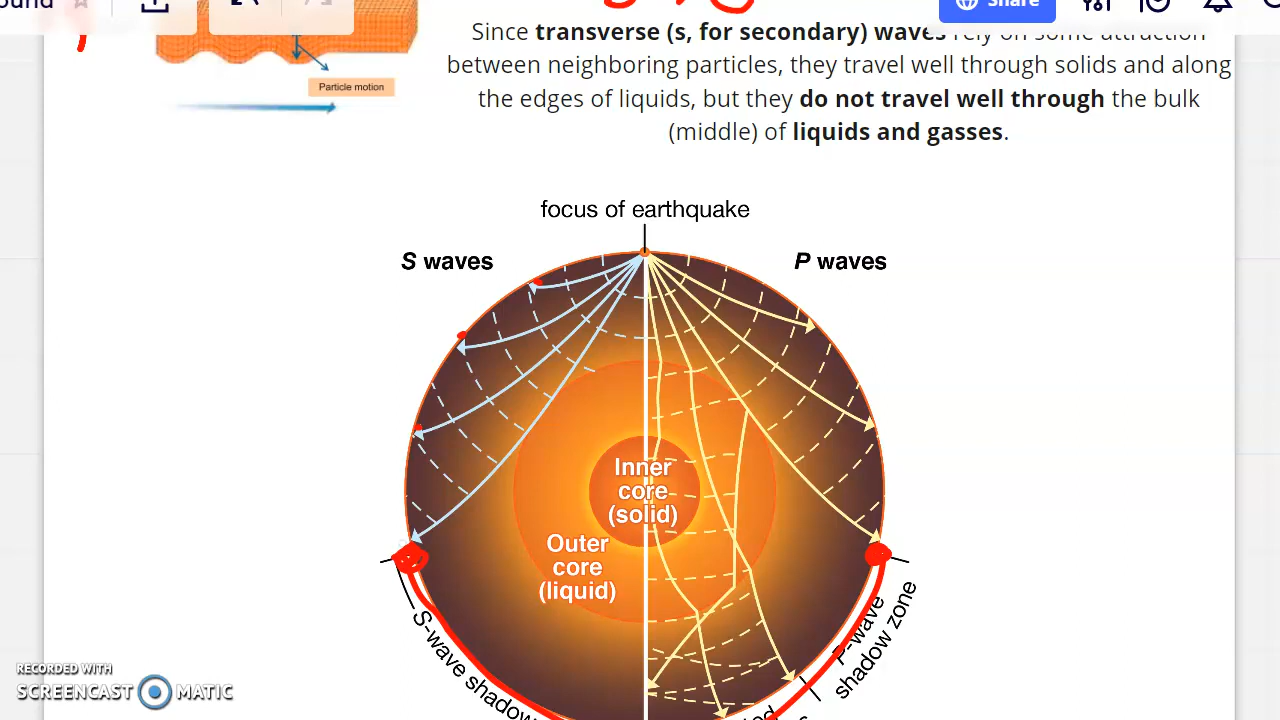 ound
Share
Since transverse (s, for secondary) waves rely on some attraction
between neighboring particles, they travel well through solids and along
the edges of liquids, but they do not travel well through the bulk
(middle) of liquids and gasses.
Particle motion
focus of earthquake
S waves
P waves
Inner
core
(solid)
Outer
core
(liquid)
S-wave shadow
P-wave
shadow zone
RECORDED WITH
SCREENCAST MATIC